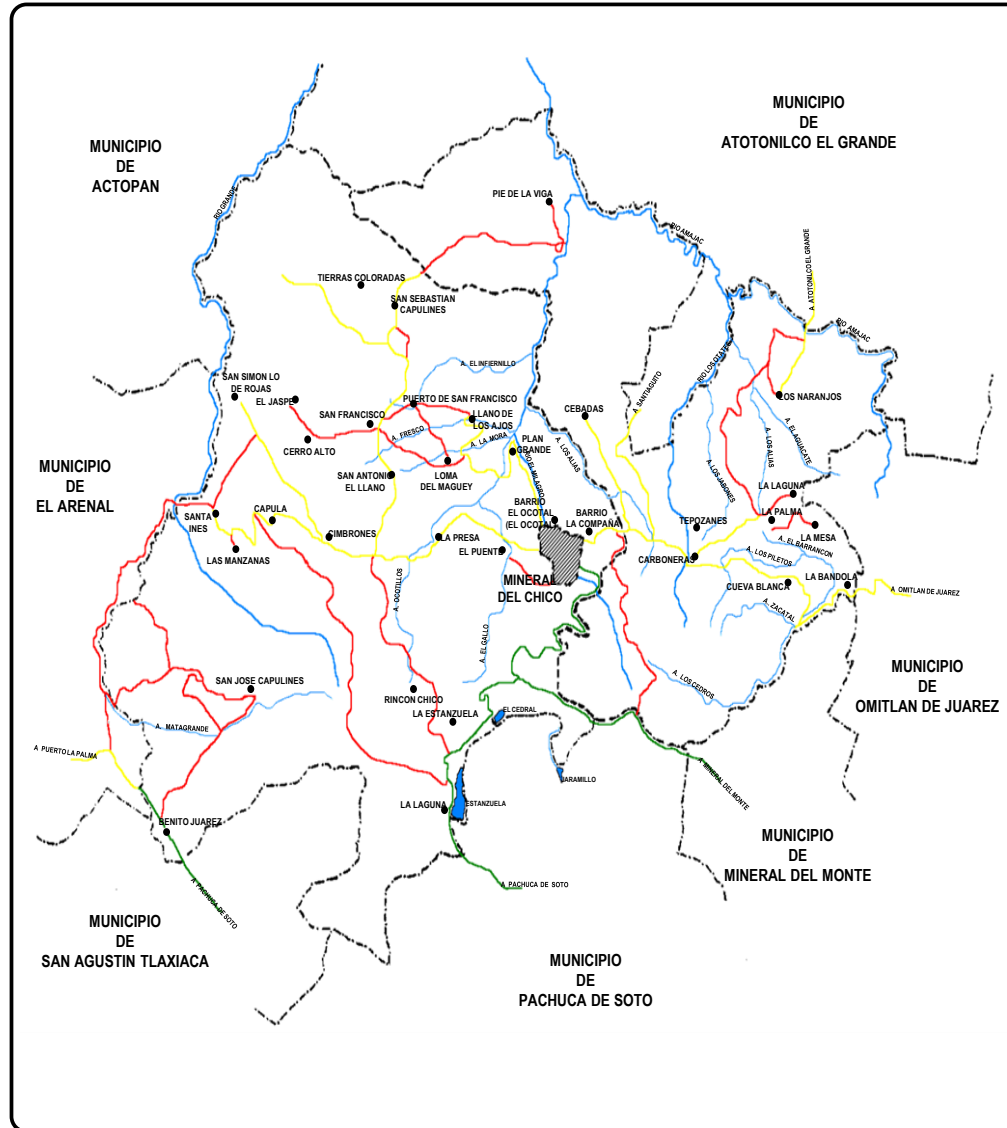 MUNICIPIO
DE
ATOTONILCO EL GRANDE
MUNICIPIO
DE
ACTOPAN
PIE DE LA VIGA
RIO GRANDE
RIO AMAJAC
A. ATOTONILCO EL GRANDE
TIERRAS COLORADAS
SAN SEBASTIAN
CAPULINES
RIO AMAJAC
RIO LOS OTATES
A. EL INFIERNILLO
SAN SIMON LO
DE ROJAS
EL JASPE
PUERTO DE SAN FRANCISCO
SAN FRANCISCO
LLANO DE
LOS AJOS
CEBADAS
A. SANTIAGUITO
LOS NARANJOS
CERRO ALTO
A. FRESCO
A. LA MORA
PLAN
GRANDE
A. LOS ALIAS
A. LOS ALIAS
A. EL AGUACATE
MUNICIPIO
DE
EL ARENAL
SAN ANTONIO
EL LLANO
LOMA
DEL MAGUEY
RIO EL MILAGRO
A. LOS JABONES
LA LAGUNA
SANTA
INES
CAPULA
BARRIO
EL OCOTAL
(EL OCOTAL)
BARRIO
LA COMPAÑA
TEPOZANES
LA PALMA
LA MESA
LAS MANZANAS
CIMBRONES
LA PRESA
EL PUENTE
CARBONERAS
A. EL BARRANCON
A. LOS PILETOS
MINERAL
DEL CHICO
CUEVA BLANCA
LA BANDOLA
A. OMITLAN DE JUAREZ
A. OCOTILLOS
A. ZACATAL
A. EL GALLO
MUNICIPIO
DE
OMITLAN DE JUAREZ
SAN JOSE CAPULINES
RINCON CHICO
A. LOS CEDROS
A. MATAGRANDE
LA ESTANZUELA
EL CEDRAL
A. PUERTO LA PALMA
JARAMILLO
A. MINERAL DEL MONTE
LA LAGUNA
ESTANZUELA
BENITO JUAREZ
MUNICIPIO
DE
MINERAL DEL MONTE
A. PACHUCA DE SOTO
A PACHUCA DE SOTO
MUNICIPIO
DE
SAN AGUSTIN TLAXIACA
MUNICIPIO
DE
PACHUCA DE SOTO